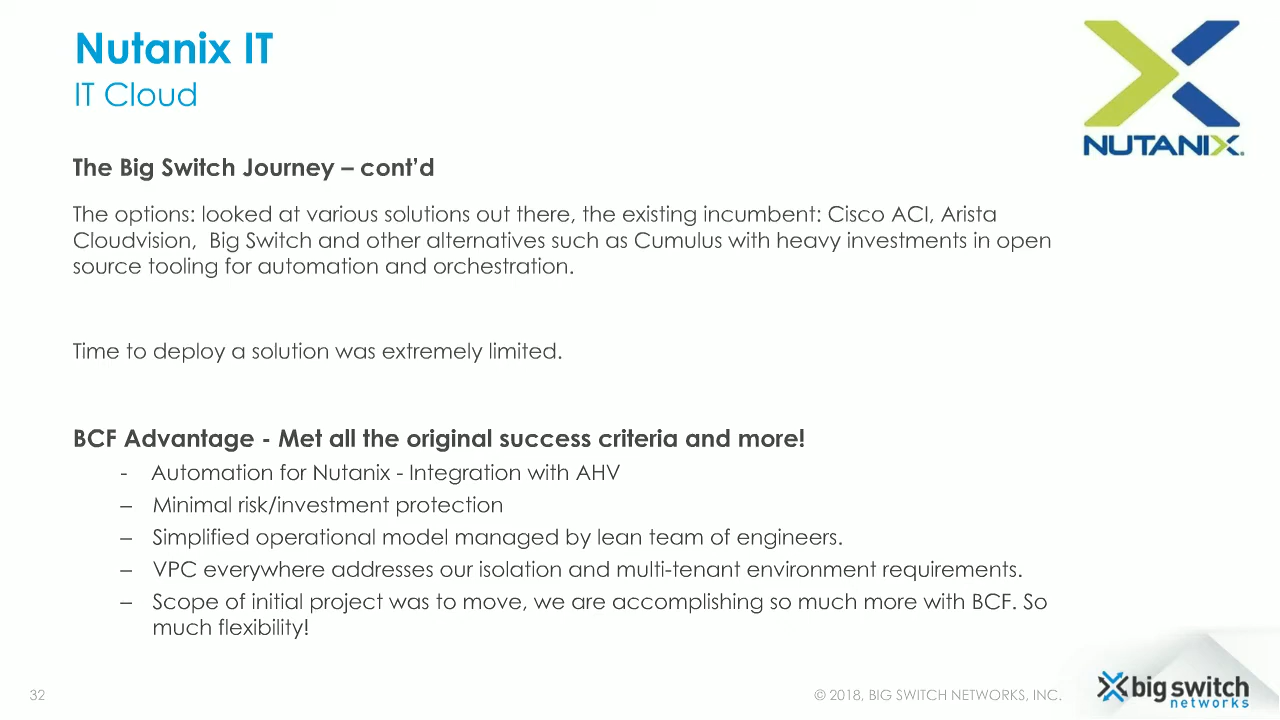 Nutanix IT
IT Cloud
NUTANIX.
The Big Switch Journey – cont’d
The options: looked at various solutions out there, the existing incumbent: Cisco ACI, Arista
Cloudvision,  Big Switch and other alternatives such as Cumulus with heavy investments in open
source tooling for automation and orchestration.
Time to deploy a solution was extremely limited.
BCF Advantage - Met all the original success criteria and more!
- Automation for Nutanix - Integration with AHV
– Minimal risk/investment protection
– Simplified operational model managed by lean team of engineers.
– VPC everywhere addresses our isolation and multi-tenant environment requirements.
– Scope of initial project was to move, we are accomplishing so much more with BCF. So
much flexibility!
32
© 2018, BIG SWITCH NETWORKS, INC.
big switch
networks